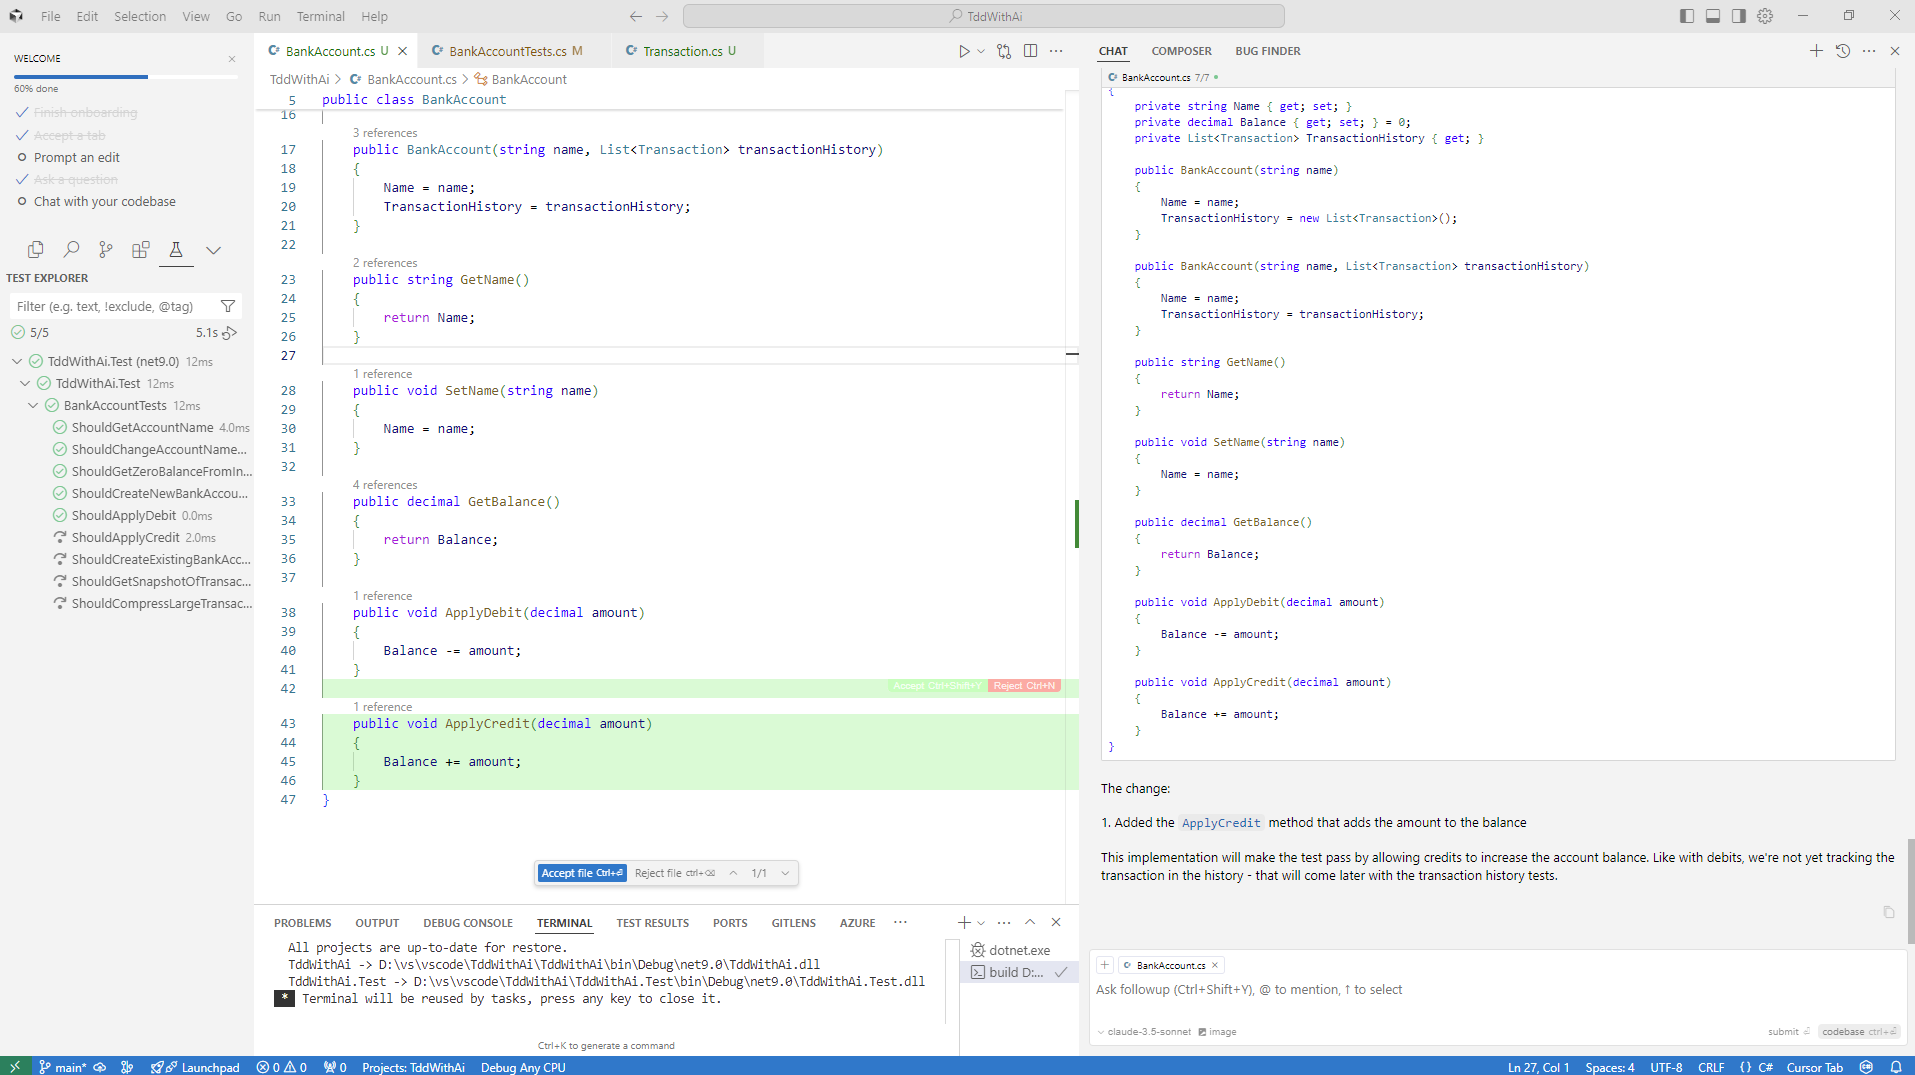 File Edit Selection View Go Run Terminal Help
TddWithAi
WELCOME
60% done
Finish onboarding
Accept a tab
Prompt an edit
Ask a question
Chat with your codebase
TEST EXPLORER
Filter (e.g. text, !exclude, @tag)
5/5 5.1s
TddWithAi.Test (net9.0) 12ms
TddWithAi.Test 12ms
BankAccountTests 12ms
ShouldGetAccountName 4.0ms
ShouldChangeAccountName...
ShouldGetZeroBalanceFromIn...
ShouldCreateNewBankAccou...
ShouldApplyDebit 0.0ms
ShouldApplyCredit 2.0ms
ShouldCreateExistingBankAcc...
ShouldGetSnapshotOfTransac...
ShouldCompressLargeTransac...
BankAccount.cs U
BankAccountTests.cs M
Transaction.cs U
TddWithAi > BankAccount.cs > BankAccount
5 public class BankAccount
16
3 references
17 public BankAccount(string name, List<Transaction> transactionHistory)
18 {
19 Name = name;
20 TransactionHistory = transactionHistory;
21 }
22
2 references
23 public string GetName()
24 {
25 return Name;
26 }
27
1 reference
28 public void SetName(string name)
29 {
30 Name = name;
31 }
32
4 references
33 public decimal GetBalance()
34 {
35 return Balance;
36 }
37
1 reference
38 public void ApplyDebit(decimal amount)
39 {
40 Balance -= amount;
41 }
42 Accept Ctrl+Shift+Y Reject Ctrl+N
1 reference
43 public void ApplyCredit(decimal amount)
44 {
45 Balance += amount;
46 }
47 }
Accept file Ctrl+⏎ Reject file ctrl+⌫ 1/1
PROBLEMS OUTPUT DEBUG CONSOLE TERMINAL TEST RESULTS PORTS GITLENS AZURE ...
All projects are up-to-date for restore.
TddWithAi -> D:\vs\vscode\TddWithAi\TddWithAi\bin\Debug\net9.0\TddWithAi.dll
TddWithAi.Test -> D:\vs\vscode\TddWithAi\TddWithAi.Test\bin\Debug\net9.0\TddWithAi.Test.dll
* Terminal will be reused by tasks, press any key to close it.
Ctrl+K to generate a command
dotnet.exe
build D:...
CHAT COMPOSER BUG FINDER
BankAccount.cs 7/7
{
private string Name { get; set; }
private decimal Balance { get; set; } = 0;
private List<Transaction> TransactionHistory { get; }
public BankAccount(string name)
{
Name = name;
TransactionHistory = new List<Transaction>();
}
public BankAccount(string name, List<Transaction> transactionHistory)
{
Name = name;
TransactionHistory = transactionHistory;
}
public string GetName()
{
return Name;
}
public void SetName(string name)
{
Name = name;
}
public decimal GetBalance()
{
return Balance;
}
public void ApplyDebit(decimal amount)
{
Balance -= amount;
}
public void ApplyCredit(decimal amount)
{
Balance += amount;
}
}
The change:
1. Added the ApplyCredit method that adds the amount to the balance
This implementation will make the test pass by allowing credits to increase the account balance. Like with debits, we're not yet tracking the
transaction in the history - that will come later with the transaction history tests.
+ BankAccount.cs ×
Ask followup (Ctrl+Shift+Y), @ to mention, ↑ to select
claude-3.5-sonnet image submit ⏎ codebase ctrl+⏎
main* Launchpad 0 0 0 Projects: TddWithAi Debug Any CPU Ln 27, Col 1 Spaces: 4 UTF-8 CRLF {} C# Cursor Tab